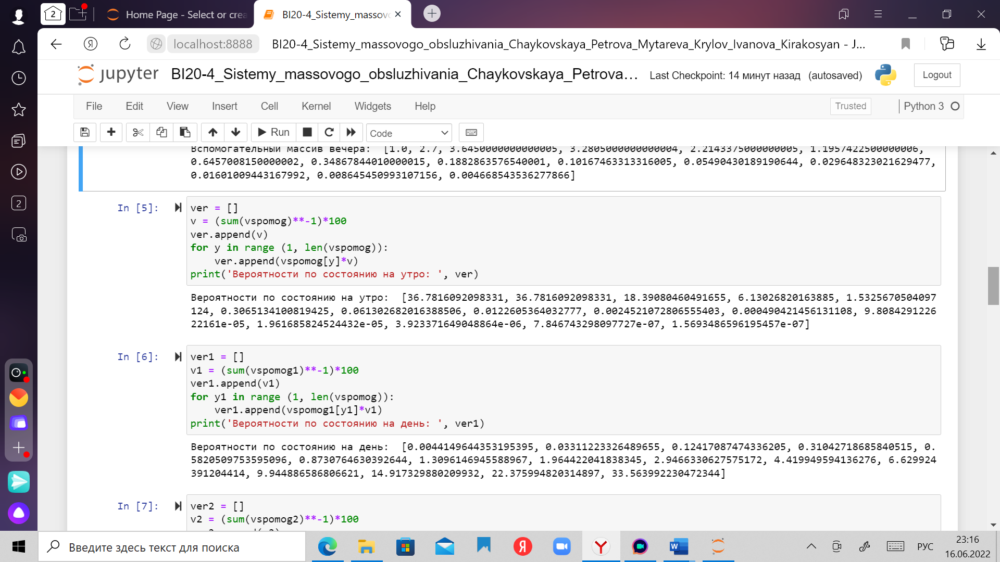 2
Home Page - Select or crea
BI20-4_Sistemy_massovo
localhost:8888
BI20-4_Sistemy_massovogo_obsluzhivania_Chaykovskaya_Petrova_Mytareva_Krylov_Ivanova_Kirakosyan - J...
jupyter
BI20-4_Sistemy_massovogo_obsluzhivania_Chaykovskaya_Petrova...
Last Checkpoint: 14 минут назад (autosaved)
Logout
File Edit View Insert Cell Kernel Widgets Help
Trusted
Python 3
Run
Code
Вспомогательный массив вечера: [1.0, 2.7, 3.6450000000000005, 3.2805000000000004, 2.2143375000000005, 1.1957422500000006,
0.6457008150000002, 0.34867844010000015, 0.1882863576540001, 0.10167463313316005, 0.05490430189190644, 0.029648323021629477,
0.01601009443167992, 0.008645450993107156, 0.004668543536277866]
In [5]:
ver = []
v = (sum(vspomog)**-1)*100
ver.append(v)
for y in range (1, len(vspomog)):
ver.append(vspomog[y]*v)
print('Вероятности по состоянию на утро: ', ver)
Вероятности по состоянию на утро: [36.7816092098331, 36.7816092098331, 18.39080460491655, 6.13026820163885, 1.5325670504097
124, 0.3065134100819425, 0.061302682016388506, 0.0122605364032777, 0.0024521072806555403, 0.000490421456131108, 9.8084291226
22161e-05, 1.961685824524432e-05, 3.923371649048864e-06, 7.846743298097727e-07, 1.5693486596195457e-07]
In [6]:
ver1 = []
v1 = (sum(vspomog1)**-1)*100
ver1.append(v1)
for y1 in range (1, len(vspomog)):
ver1.append(vspomog1[y1]*v1)
print('Вероятности по состоянию на день: ', ver1)
Вероятности по состоянию на день: [0.0044149644353195395, 0.03311223326489655, 0.12417087474336205, 0.31042718685840515, 0.
5820509753595096, 0.8730764630392644, 1.3096146945588967, 1.964422041838345, 2.9466330627575172, 4.419949594136276, 6.629924
391204414, 9.944886586806621, 14.917329880209932, 22.375994820314897, 33.563992230472344]
In [7]:
ver2 = []
v2 = (sum(vspomog2)**-1)*100
2
Введите здесь текст для поиска
РУС
23:16
16.06.2022